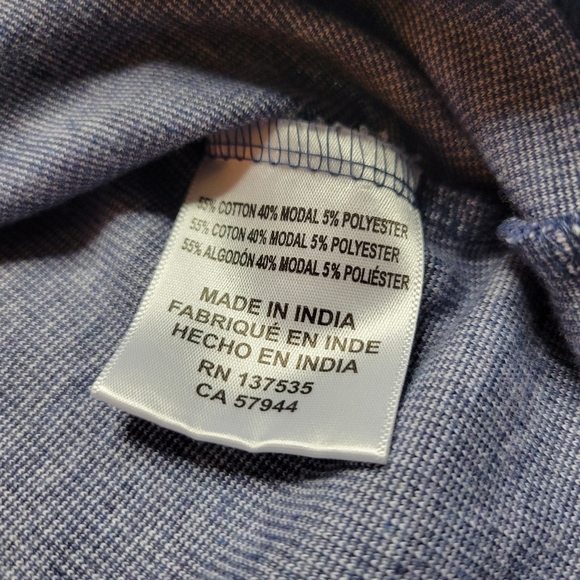 55% COTTON 40% MODAL 5% POLYESTER
55% COTON 40% MODAL 5% POLYESTER
55% ALGODÓN 40% MODAL 5% POLIÉSTER
MADE IN INDIA
FABRIQUÉ EN INDE
HECHO EN INDIA
RN 137535
CA 57944